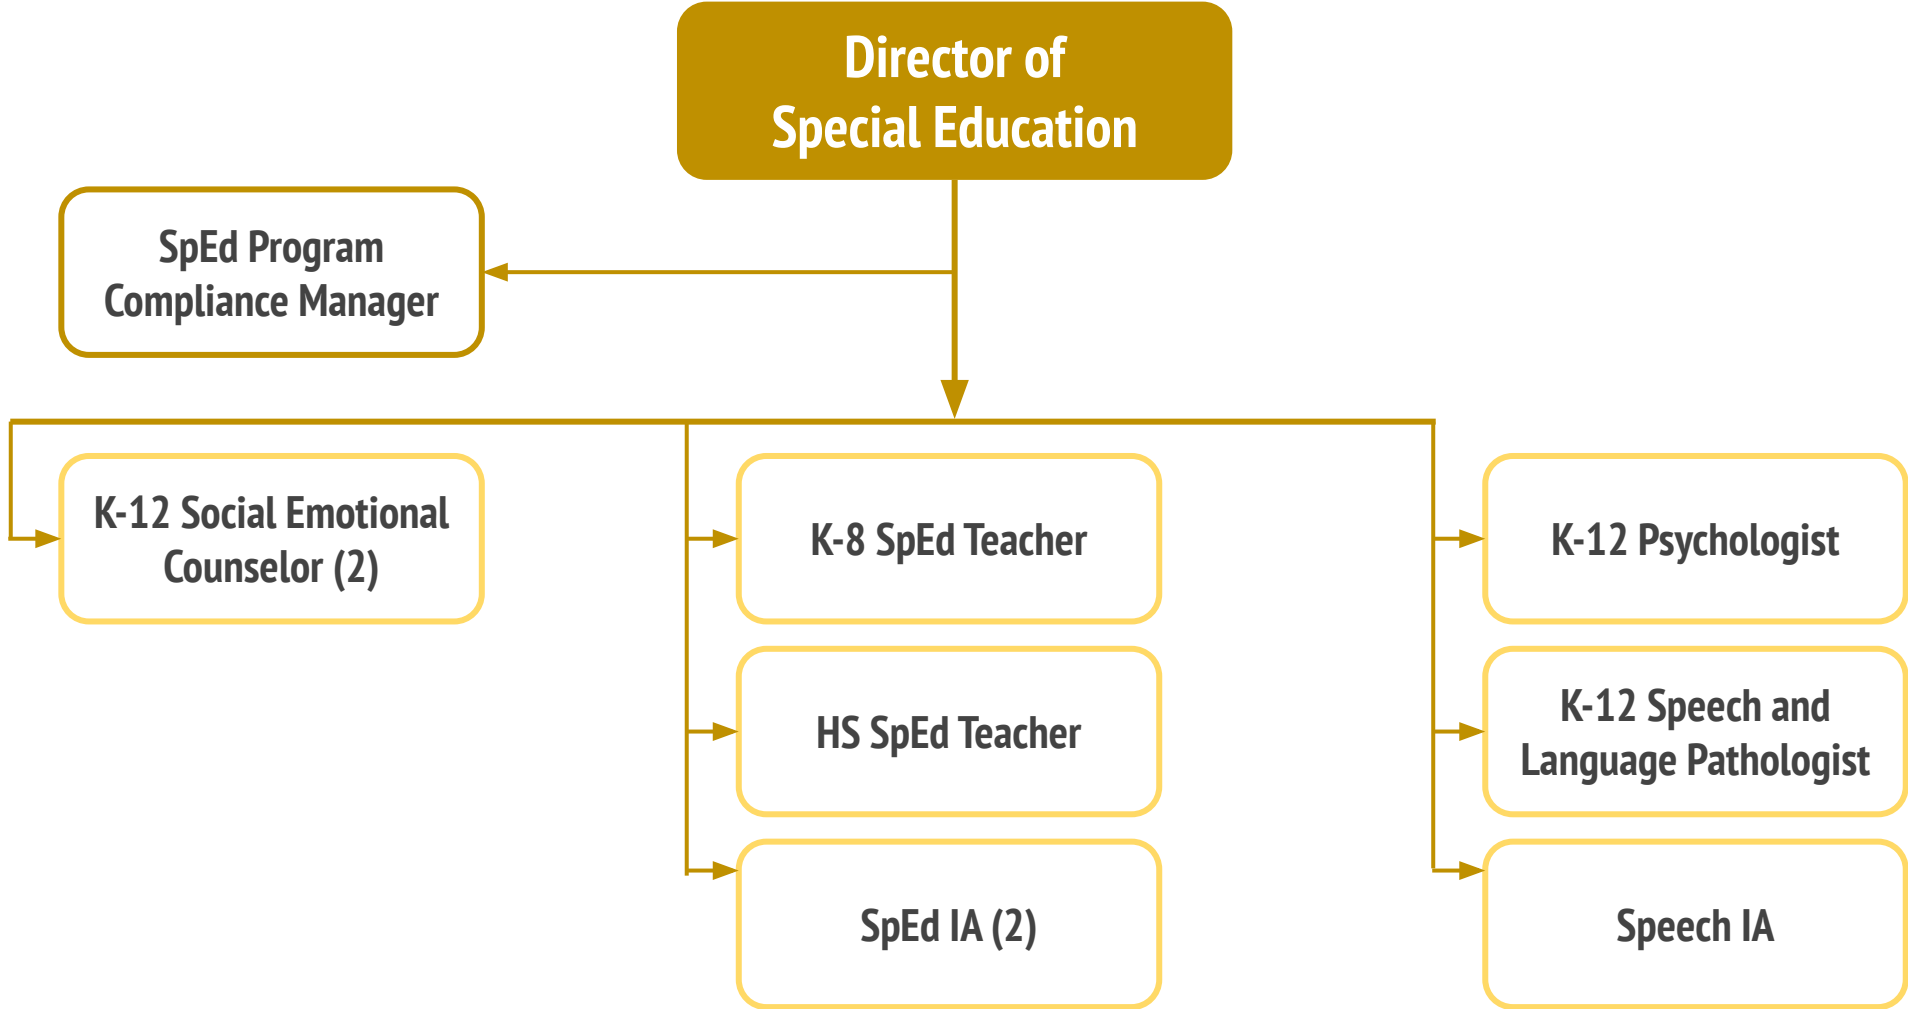 Director of
Special Education
SpEd Program
Compliance Manager
K-12 Social Emotional
Counselor (2)
K-8 SpEd Teacher
K-12 Psychologist
HS SpEd Teacher
K-12 Speech and
Language Pathologist
SpEd IA (2)
Speech IA